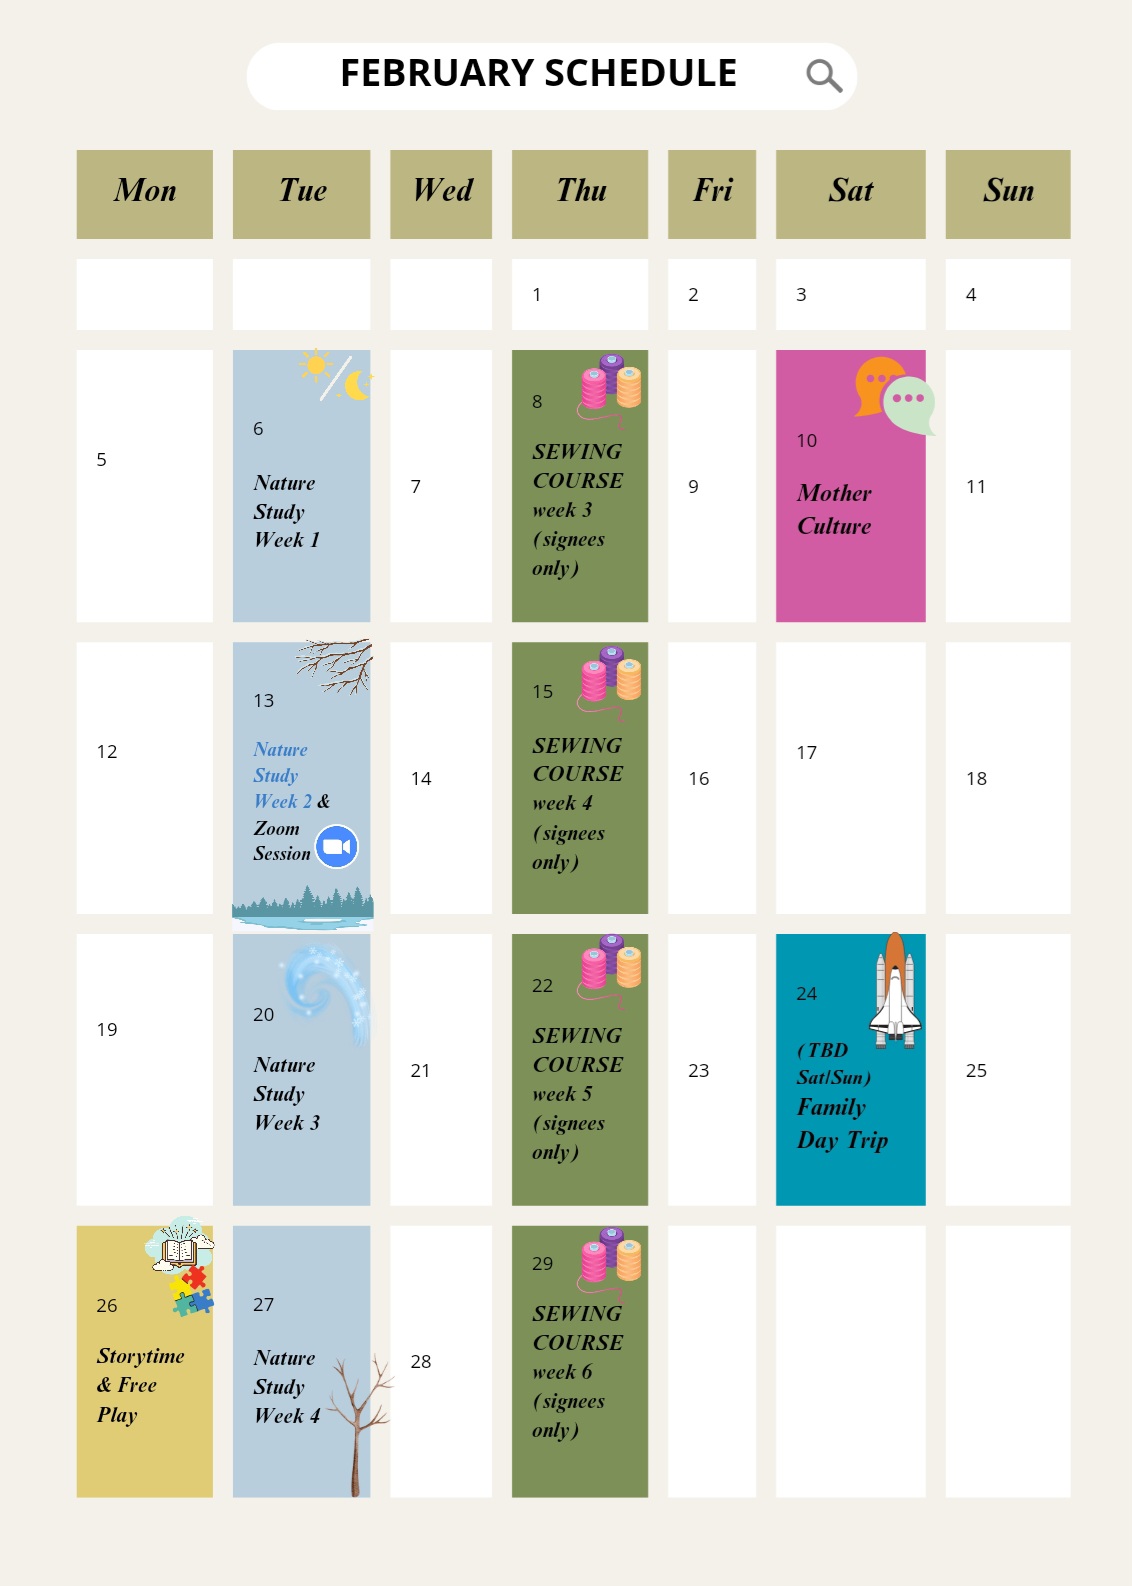 FEBRUARY SCHEDULE
Mon Tue Wed Thu Fri Sat Sun
1 2 3 4
5
6
Nature
Study
Week 1
7
8
SEWING
COURSE
week 3
(signees
only)
9
10
Mother
Culture
11
12
13
Nature
Study
Week 2 &
Zoom
Session
14
15
SEWING
COURSE
week 4
(signees
only)
16
17
18
19
20
Nature
Study
Week 3
21
22
SEWING
COURSE
week 5
(signees
only)
23
24
(TBD
Sat/Sun)
Family
Day Trip
25
26
Storytime
& Free
Play
27
Nature
Study
Week 4
28
29
SEWING
COURSE
week 6
(signees
only)